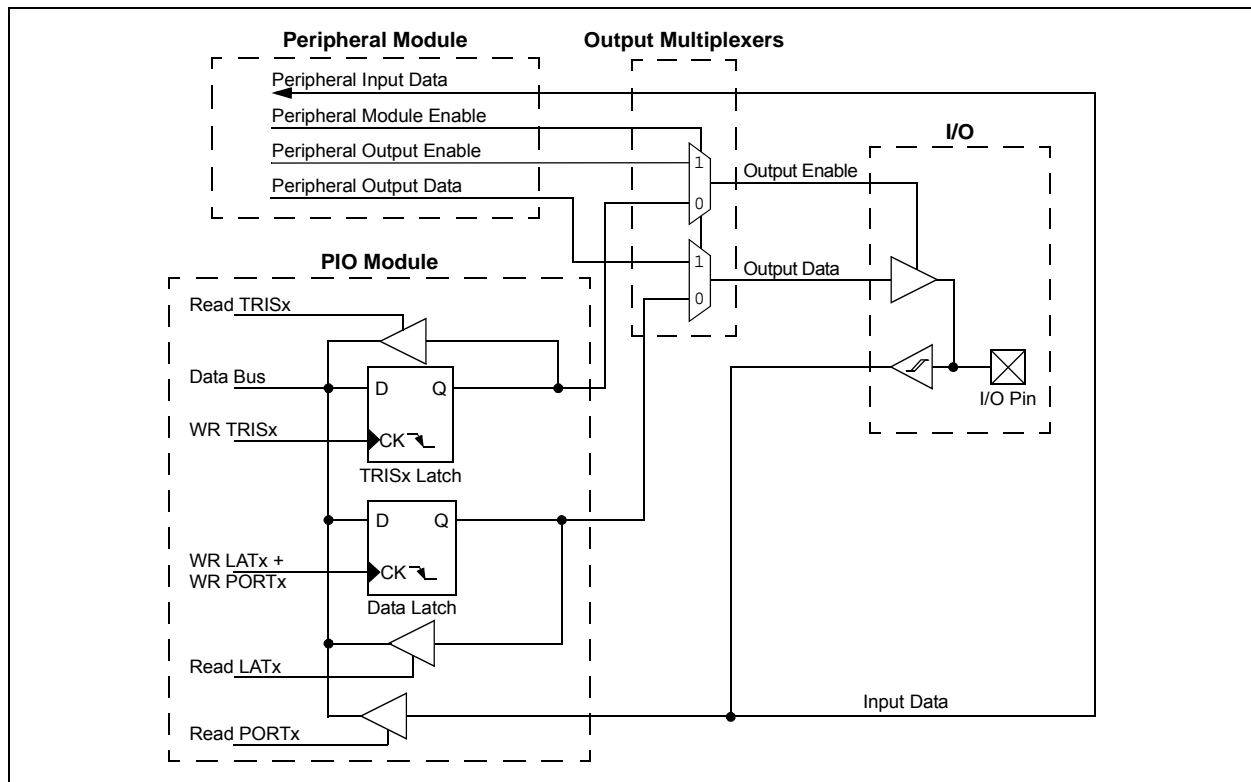 Peripheral Module
Output Multiplexers
Peripheral Input Data
Peripheral Module Enable
Peripheral Output Enable
Peripheral Output Data
1
0
Output Enable
I/O
1
0
Output Data
I/O Pin
PIO Module
Read TRISx
Data Bus
D
Q
WR TRISx
CK
TRISx Latch
D
Q
WR LATx +
WR PORTx
CK
Data Latch
Read LATx
Read PORTx
Input Data